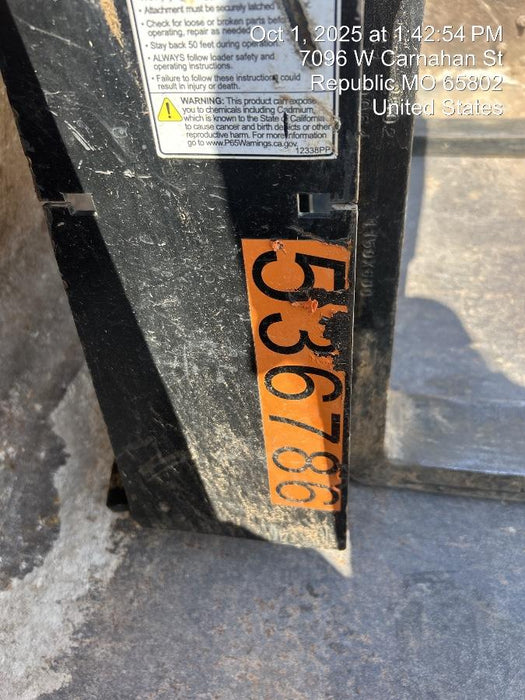 • Attachment must be securely latched
Oct 1, 2025 at 1:42:54 PM
• Check for loose or broken parts before
operating, repair as needed
7096 W Carnahan St
• Stay back 50 feet during operation.
Republic MO 65802
• ALWAYS follow loader safety and
operating instructions.
United States
• Failure to follow these instructions could
result in injury or death.
WARNING: This product can expose
you to chemicals including Cadmium,
which is known to the State of California
to cause cancer and birth defects or other
reproductive harm. For more information
go to www.P65Warnings.ca.gov
12338PP
536786